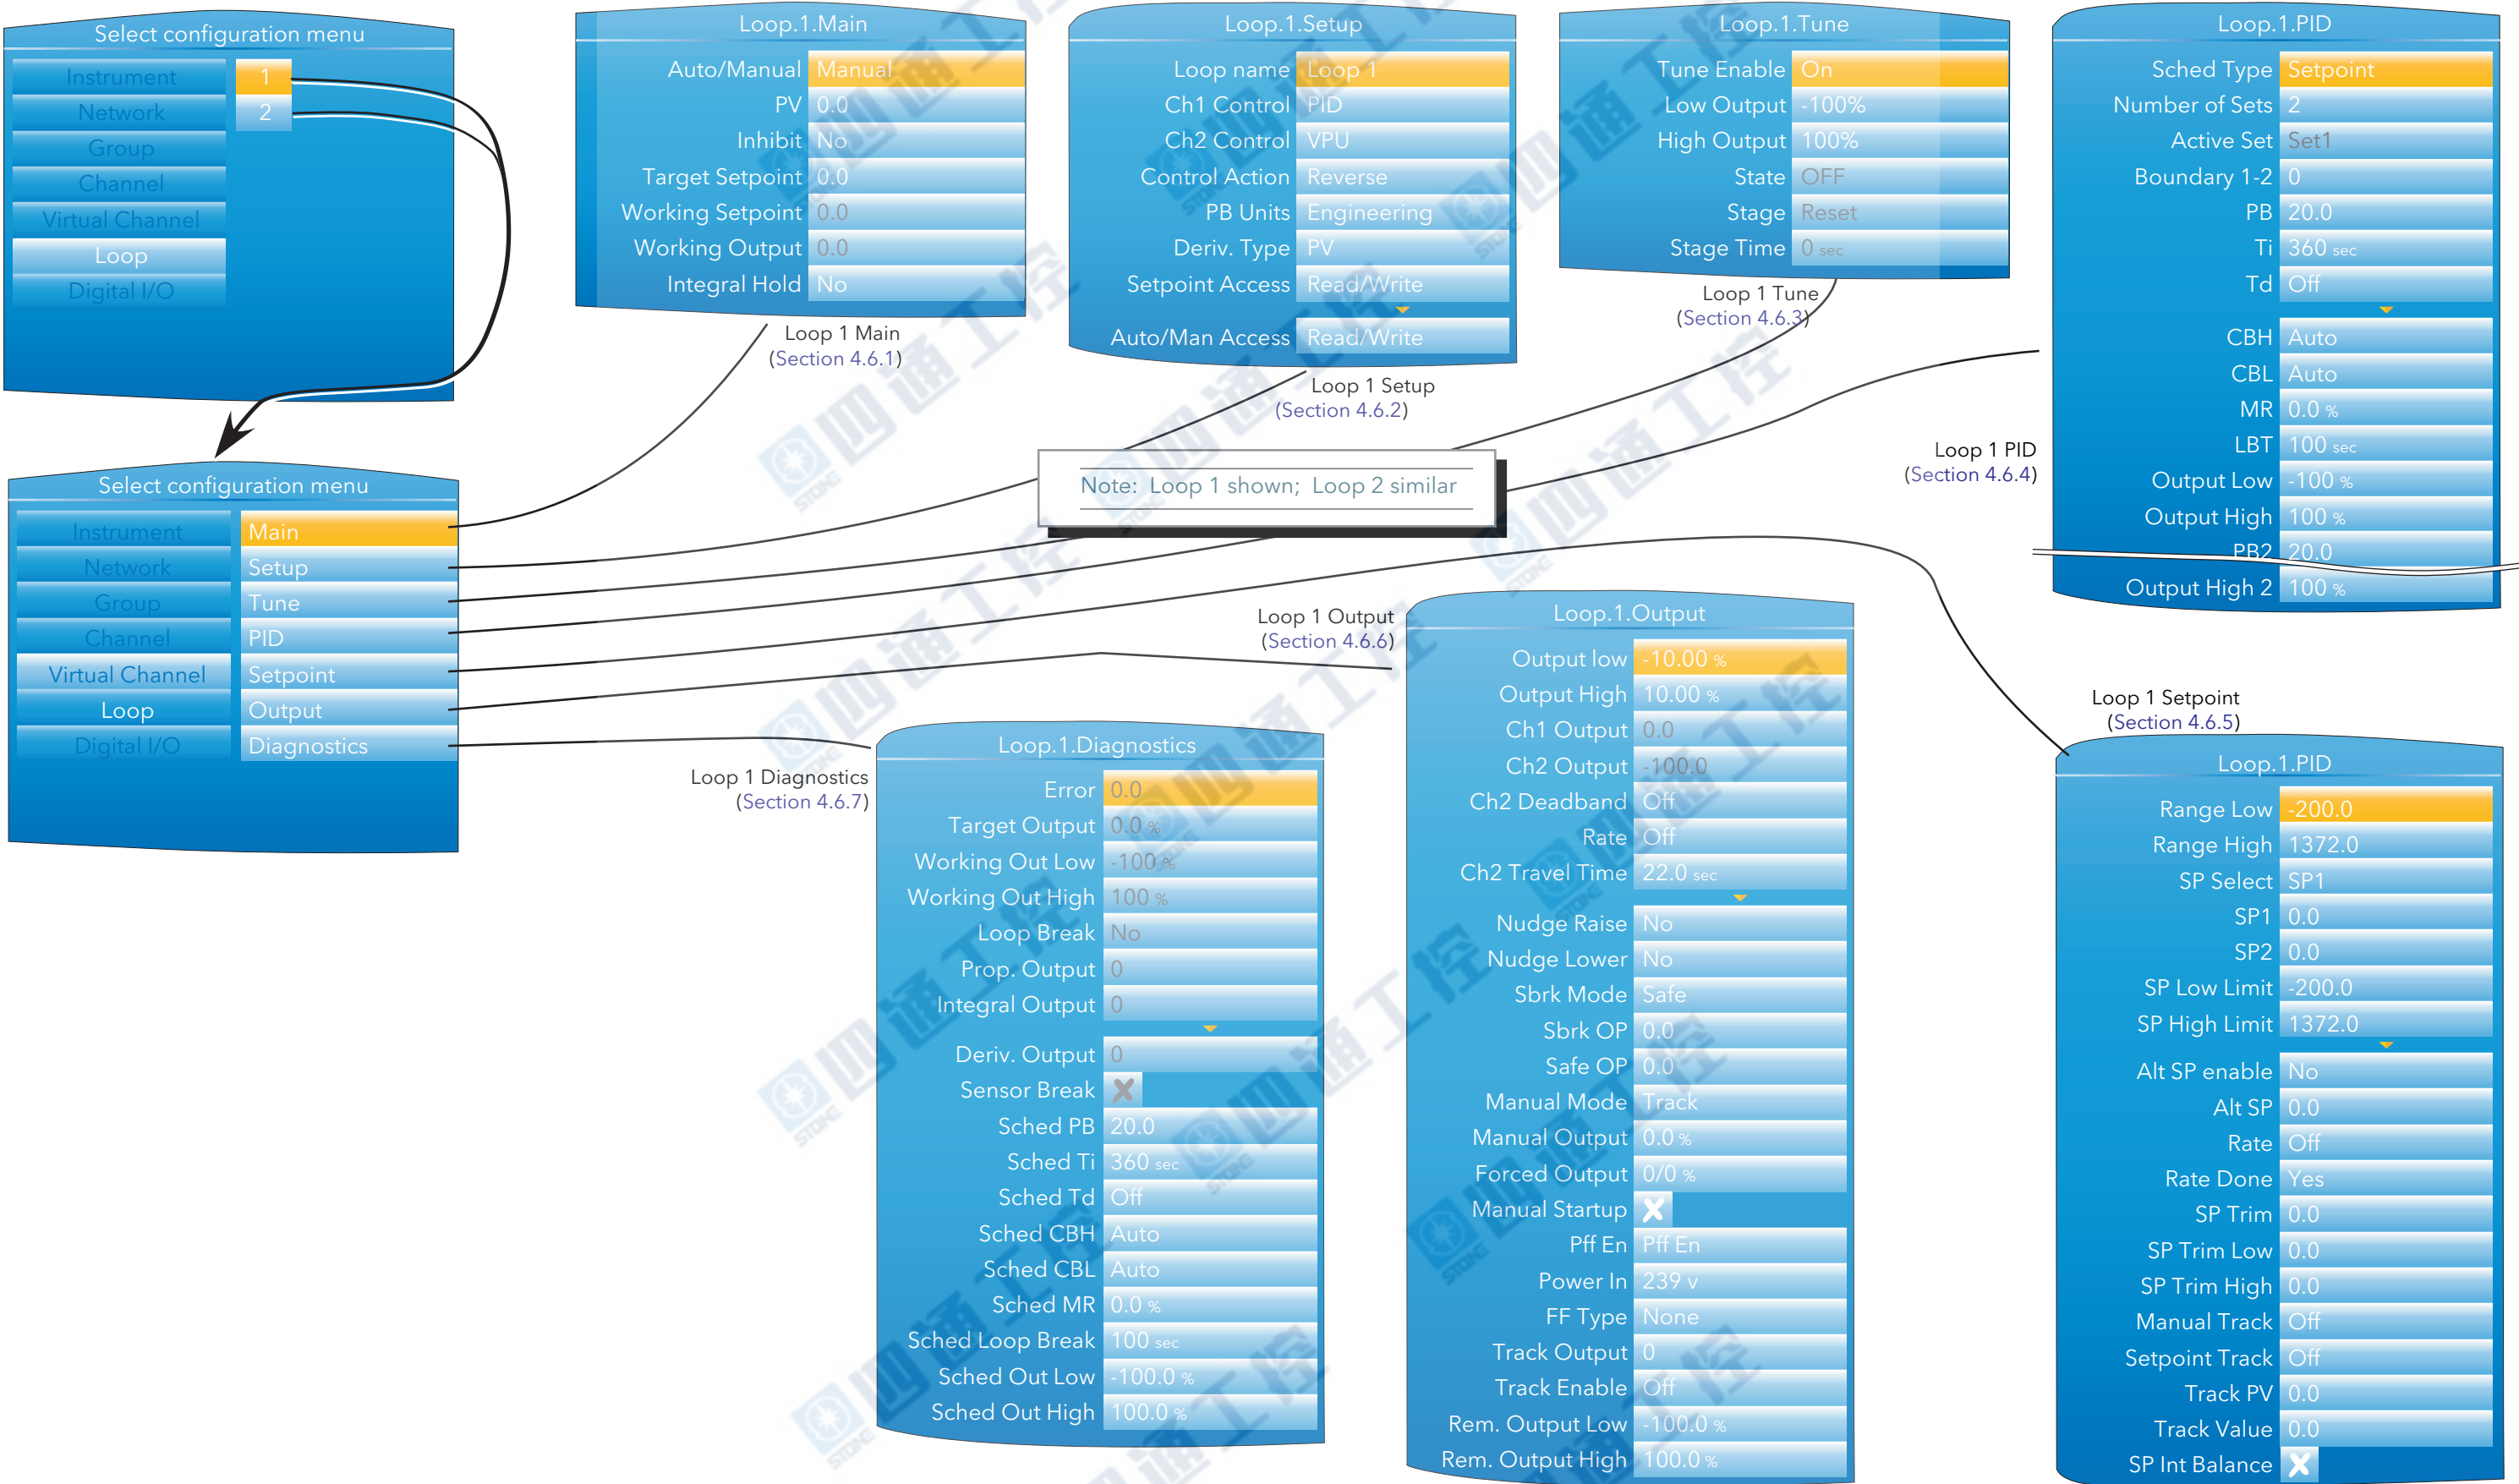 Select configuration menu
Instrument
Network
Group
Channel
Virtual Channel
Loop
Digital I/O
1
2
Loop.1.Main
Auto/Manual Manual
PV 0.0
Inhibit No
Target Setpoint 0.0
Working Setpoint 0.0
Working Output 0.0
Integral Hold No
Loop 1 Main
(Section 4.6.1)
Loop.1.Setup
Loop name Loop 1
Ch1 Control PID
Ch2 Control VPU
Control Action Reverse
PB Units Engineering
Deriv. Type PV
Setpoint Access Read/Write
Auto/Man Access Read/Write
Loop 1 Setup
(Section 4.6.2)
Loop.1.Tune
Tune Enable On
Low Output -100%
High Output 100%
State OFF
Stage Reset
Stage Time 0 sec
Loop 1 Tune
(Section 4.6.3)
Loop.1.PID
Sched Type Setpoint
Number of Sets 2
Active Set Set1
Boundary 1-2 0
PB 20.0
Ti 360 sec
Td Off
CBH Auto
CBL Auto
MR 0.0 %
LBT 100 sec
Output Low -100 %
Output High 100 %
PB2 20.0
Output High 2 100 %
Loop 1 PID
(Section 4.6.4)
Note: Loop 1 shown; Loop 2 similar
Select configuration menu
Instrument
Network
Group
Channel
Virtual Channel
Loop
Digital I/O
Main
Setup
Tune
PID
Setpoint
Output
Diagnostics
Loop 1 Diagnostics
(Section 4.6.7)
Loop.1.Diagnostics
Error 0.0
Target Output 0.0 %
Working Out Low -100 %
Working Out High 100 %
Loop Break No
Prop. Output 0
Integral Output 0
Deriv. Output 0
Sensor Break
Sched PB 20.0
Sched Ti 360 sec
Sched Td Off
Sched CBH Auto
Sched CBL Auto
Sched MR 0.0 %
Sched Loop Break 100 sec
Sched Out Low -100.0 %
Sched Out High 100.0 %
Loop 1 Output
(Section 4.6.6)
Loop.1.Output
Output low -10.00 %
Output High 10.00 %
Ch1 Output 0.0
Ch2 Output -100.0
Ch2 Deadband Off
Rate Off
Ch2 Travel Time 22.0 sec
Nudge Raise No
Nudge Lower No
Sbrk Mode Safe
Sbrk OP 0.0
Safe OP 0.0
Manual Mode Track
Manual Output 0.0 %
Forced Output 0/0 %
Manual Startup
Pff En Pff En
Power In 239 v
FF Type None
Track Output 0
Track Enable Off
Rem. Output Low -100.0 %
Rem. Output High 100.0 %
Loop 1 Setpoint
(Section 4.6.5)
Loop.1.PID
Range Low -200.0
Range High 1372.0
SP Select SP1
SP1 0.0
SP2 0.0
SP Low Limit -200.0
SP High Limit 1372.0
Alt SP enable No
Alt SP 0.0
Rate Off
Rate Done Yes
SP Trim 0.0
SP Trim Low 0.0
SP Trim High 0.0
Manual Track Off
Setpoint Track Off
Track PV 0.0
Track Value 0.0
SP Int Balance
四通工控
STONE